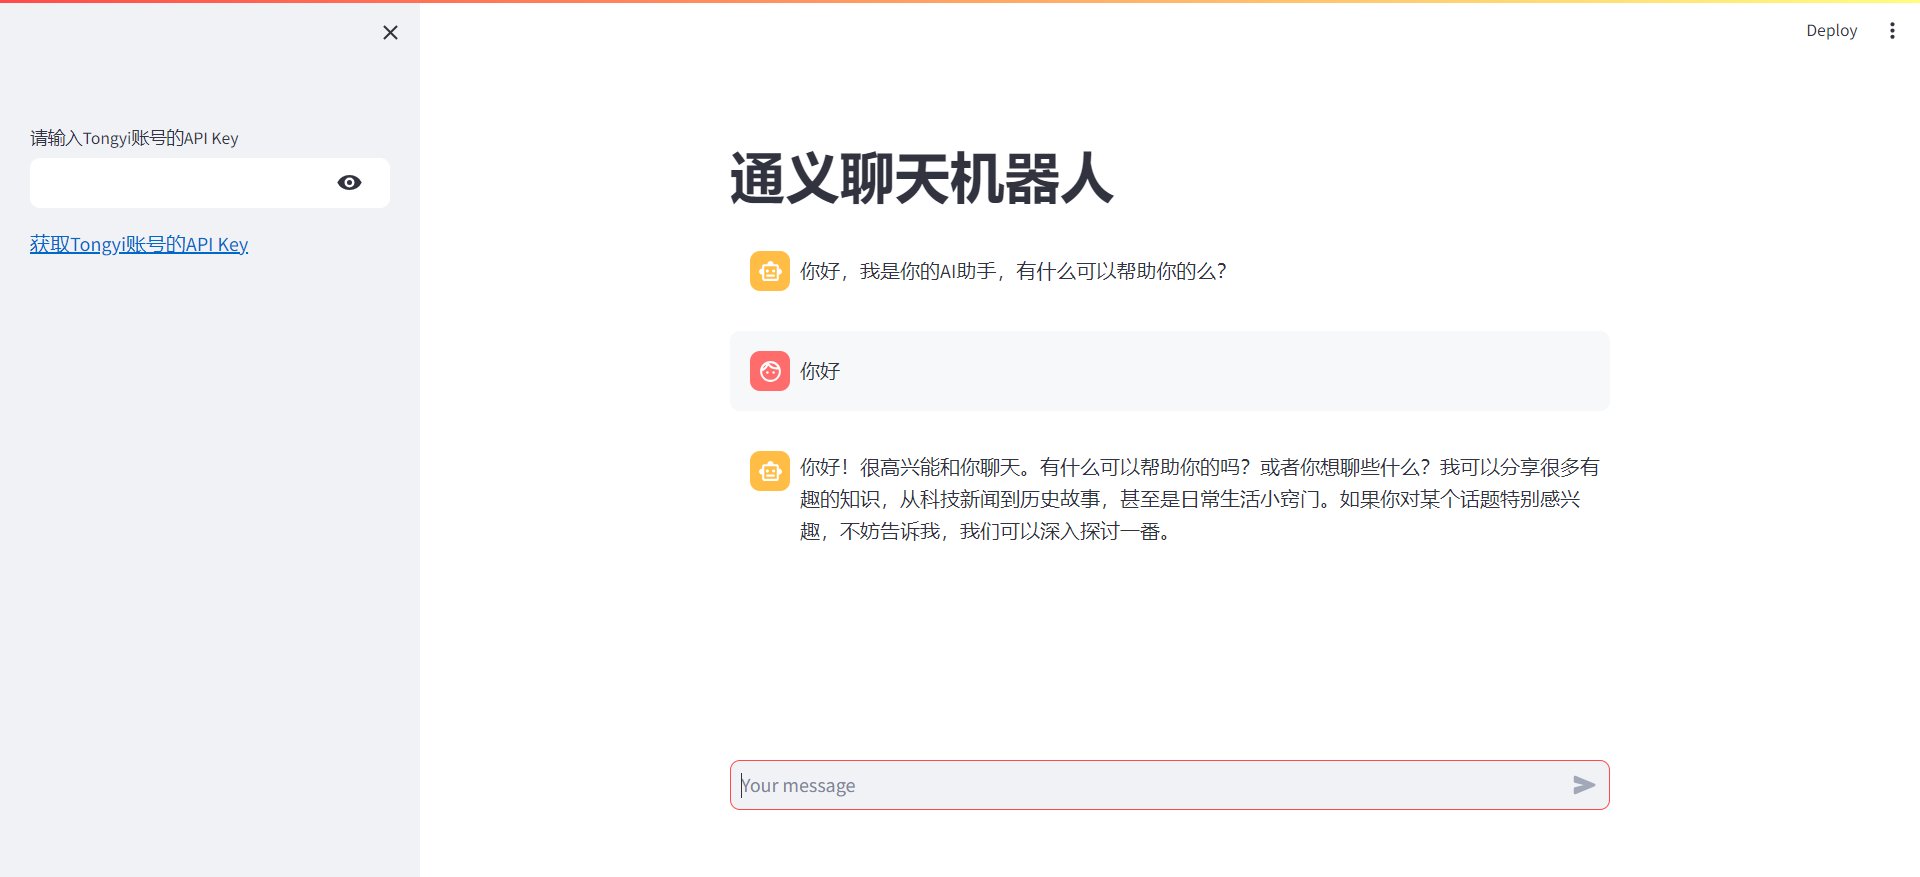 Deploy
请输入Tongyi账号的API Key
获取Tongyi账号的API Key
通义聊天机器人
你好，我是你的AI助手，有什么可以帮助你的么？
你好
你好！很高兴能和你聊天。有什么可以帮助你的吗？或者你想聊些什么？我可以分享很多有
趣的知识，从科技新闻到历史故事，甚至是日常生活小窍门。如果你对某个话题特别感兴
趣，不妨告诉我，我们可以深入探讨一番。
Your message